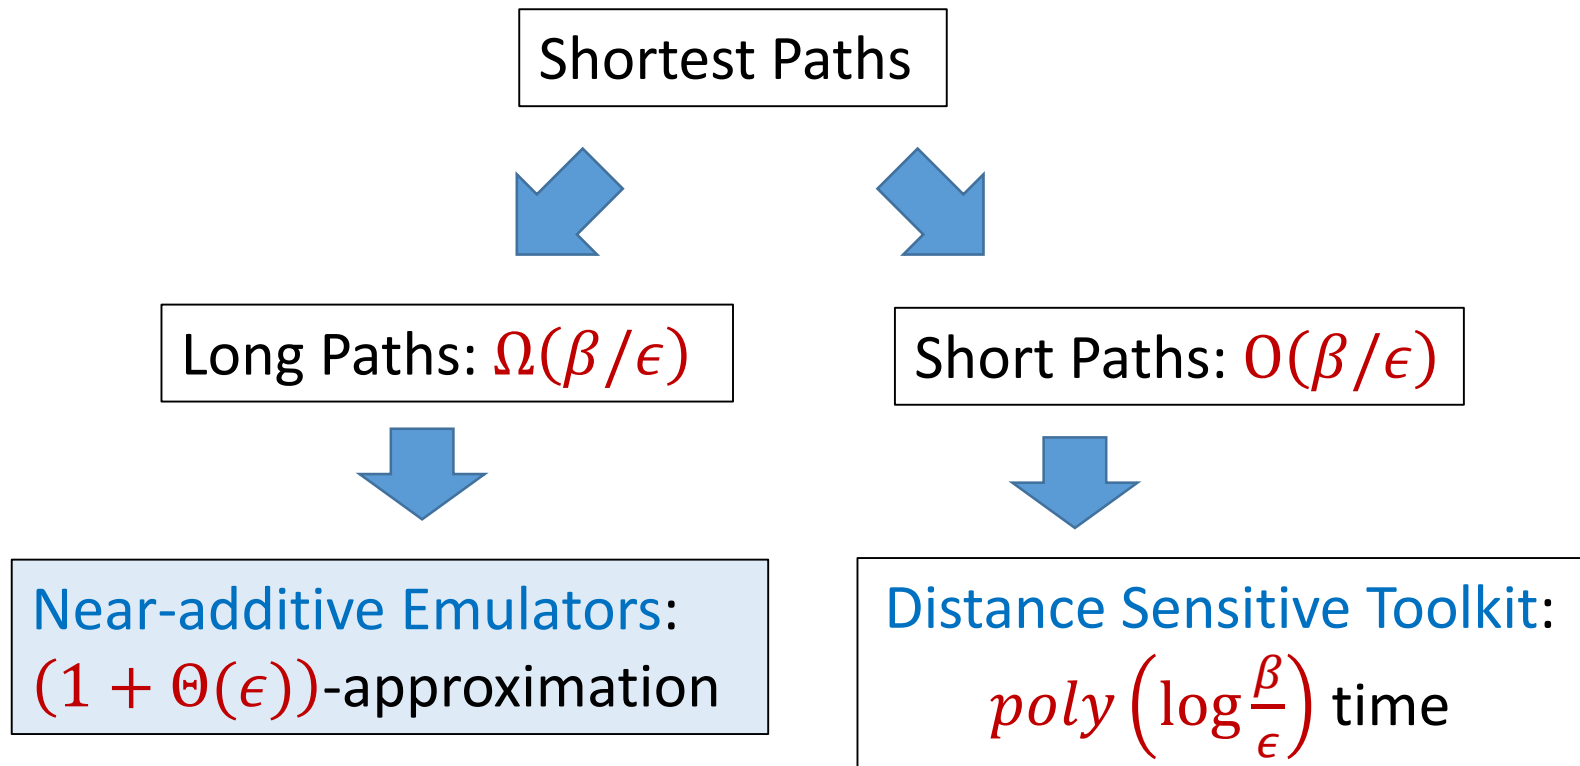 Shortest Paths
Long Paths: Ω(β/ϵ)
Short Paths: O(β/ϵ)
Near-additive Emulators:
(1 + Θ(ϵ))-approximation
Distance Sensitive Toolkit:
poly(log β/ϵ) time